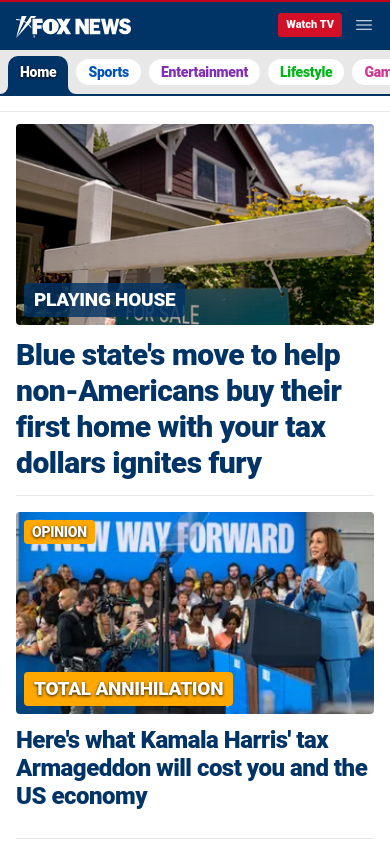 FOX NEWS
Watch TV
Home Sports Entertainment Lifestyle Gam
FOR SALE
PLAYING HOUSE
Blue state's move to help
non-Americans buy their
first home with your tax
dollars ignites fury
OPINION
A NEW WAY FORWARD
TOTAL ANNIHILATION
Here's what Kamala Harris' tax
Armageddon will cost you and the
US economy